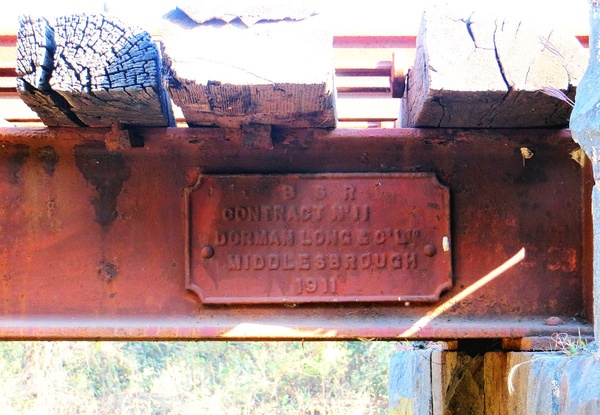 B S R
CONTRACT No 11
DORMAN LONG & Co LTD
MIDDLESBROUGH
1911